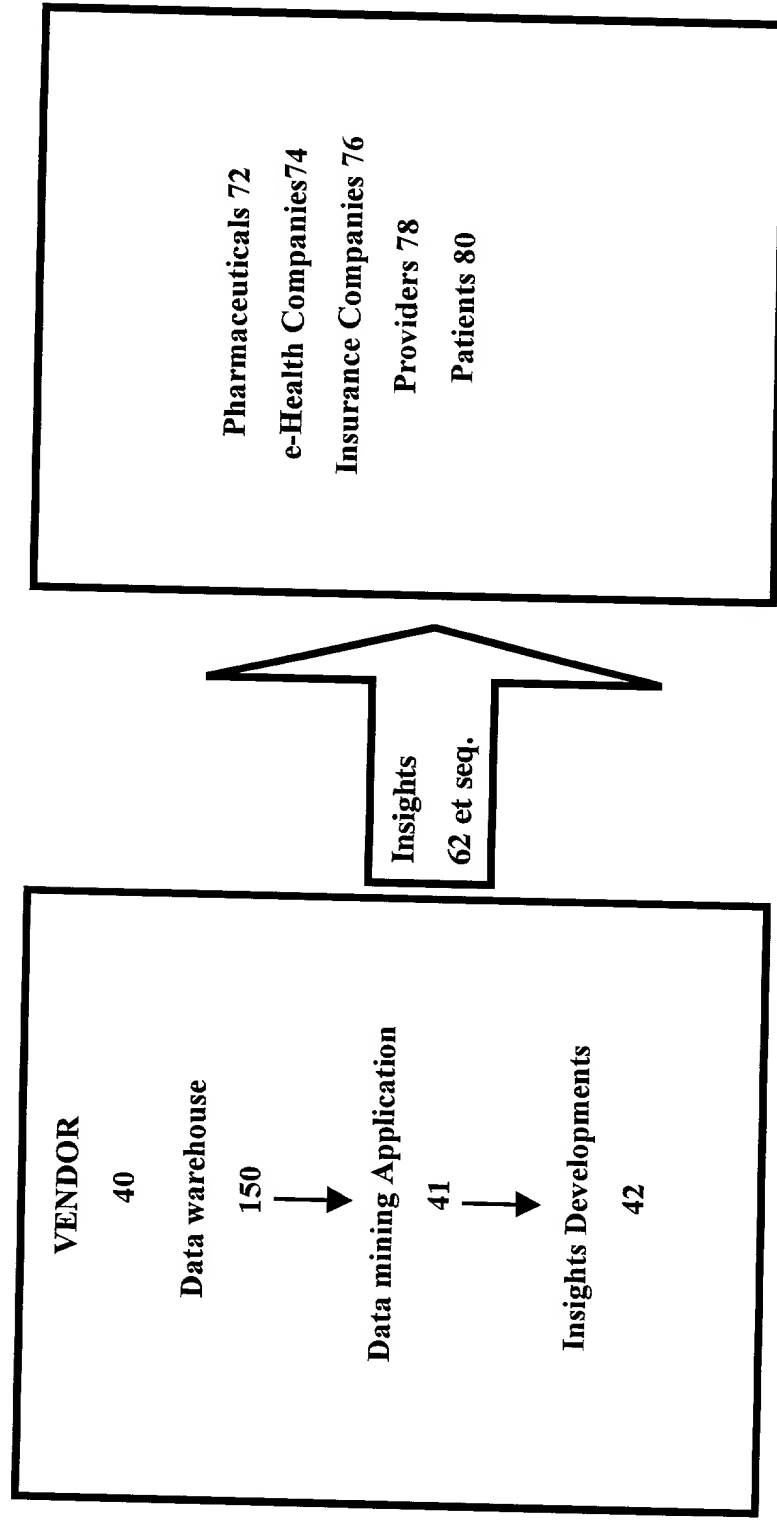 VENDOR
40
Data warehouse
150
Data mining Application
41
Insights Developments
42
Insights
62 et seq.
Pharmaceuticals 72
e-Health Companies74
Insurance Companies 76
Providers 78
Patients 80